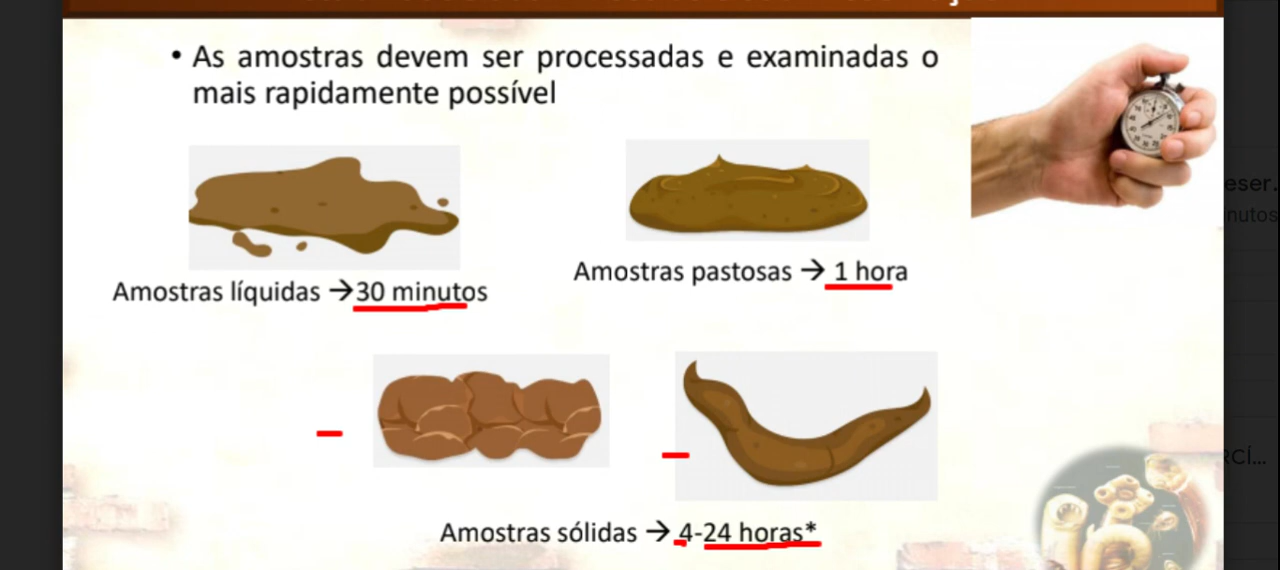 • As amostras devem ser processadas e examinadas o
mais rapidamente possível
Amostras líquidas →30 minutos
Amostras pastosas → 1 hora
Amostras sólidas → 4-24 horas*